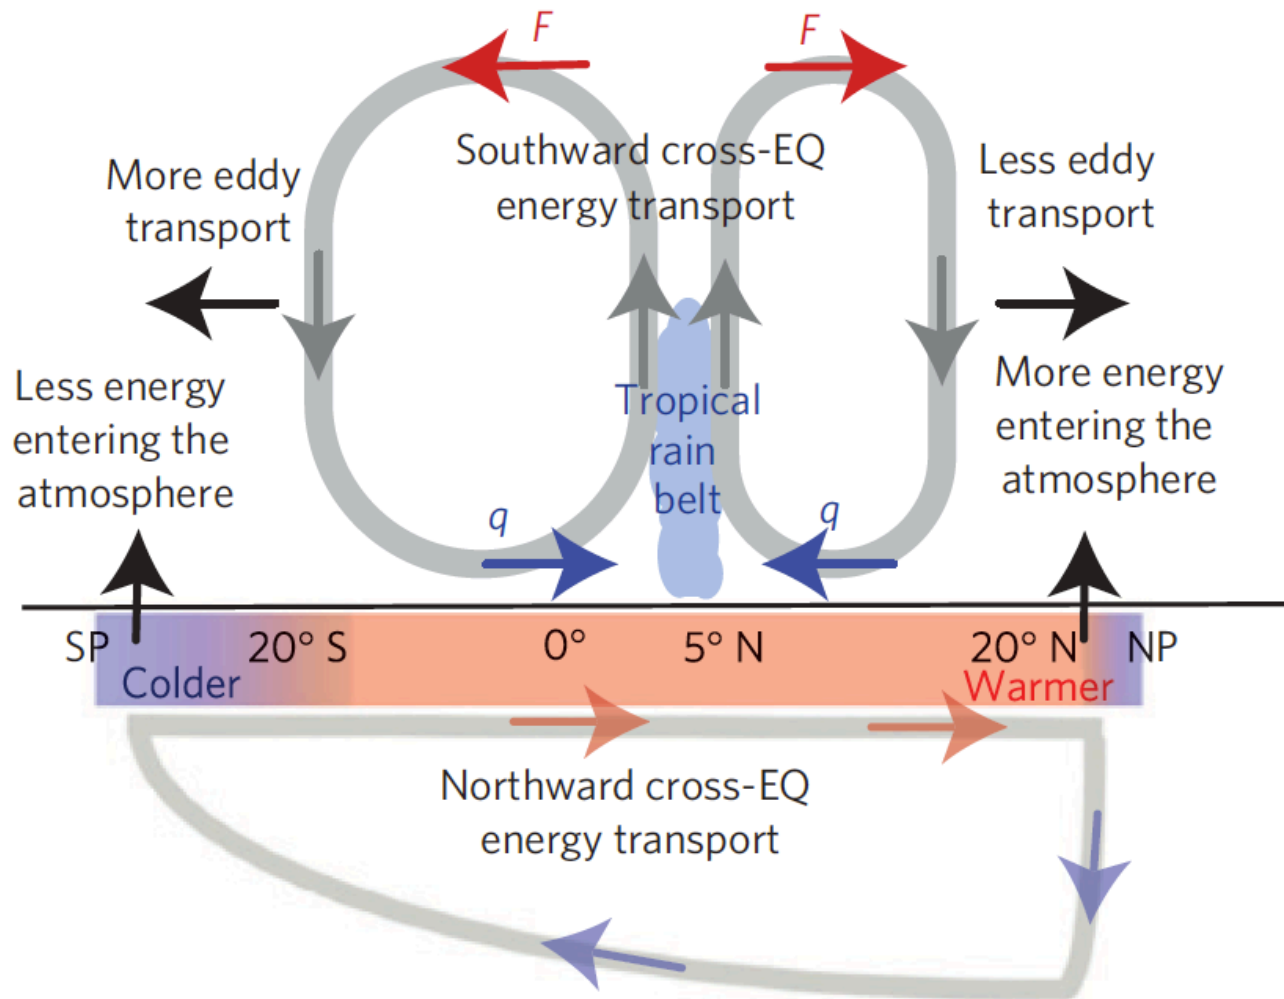 F
F
Southward cross-EQ
energy transport
More eddy
transport
Less eddy
transport
Less energy
entering the
atmosphere
More energy
entering the
atmosphere
Tropical
rain
belt
q
q
SP
20° S
0°
5° N
20° N
NP
Colder
Warmer
Northward cross-EQ
energy transport